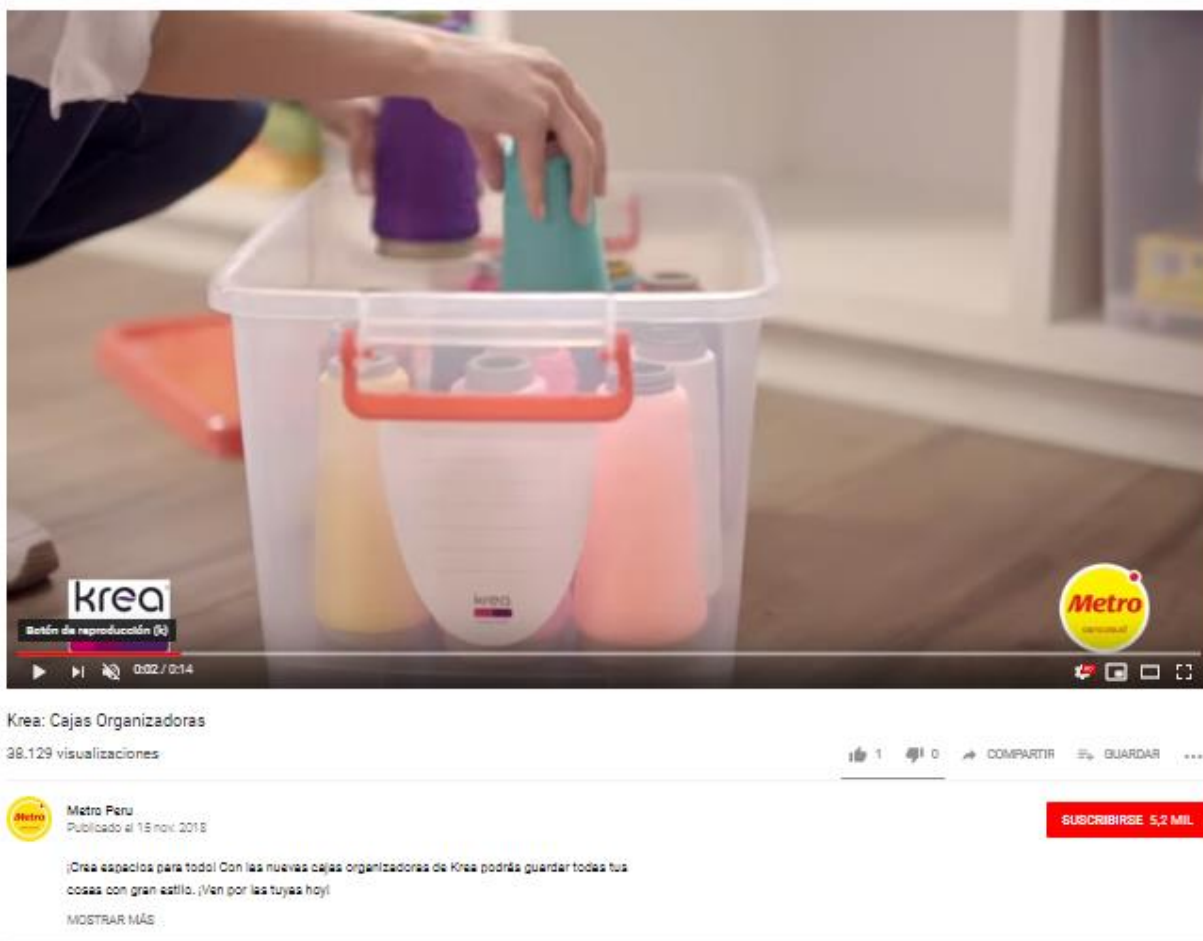 krea
krea
Metro
cencosud
Botón de reproducción (k)
0:02 / 0:14
Krea: Cajas Organizadoras
38.129 visualizaciones
1
0
COMPARTIR
GUARDAR
Metro
Metro Peru
Publicado el 15 nov. 2018
SUSCRIBIRSE 5,2 MIL
¡Crea espacios para todo! Con las nuevas cajas organizadoras de Krea podrás guardar todas tus
cosas con gran estilo. ¡Ven por las tuyas hoy!
MOSTRAR MÁS